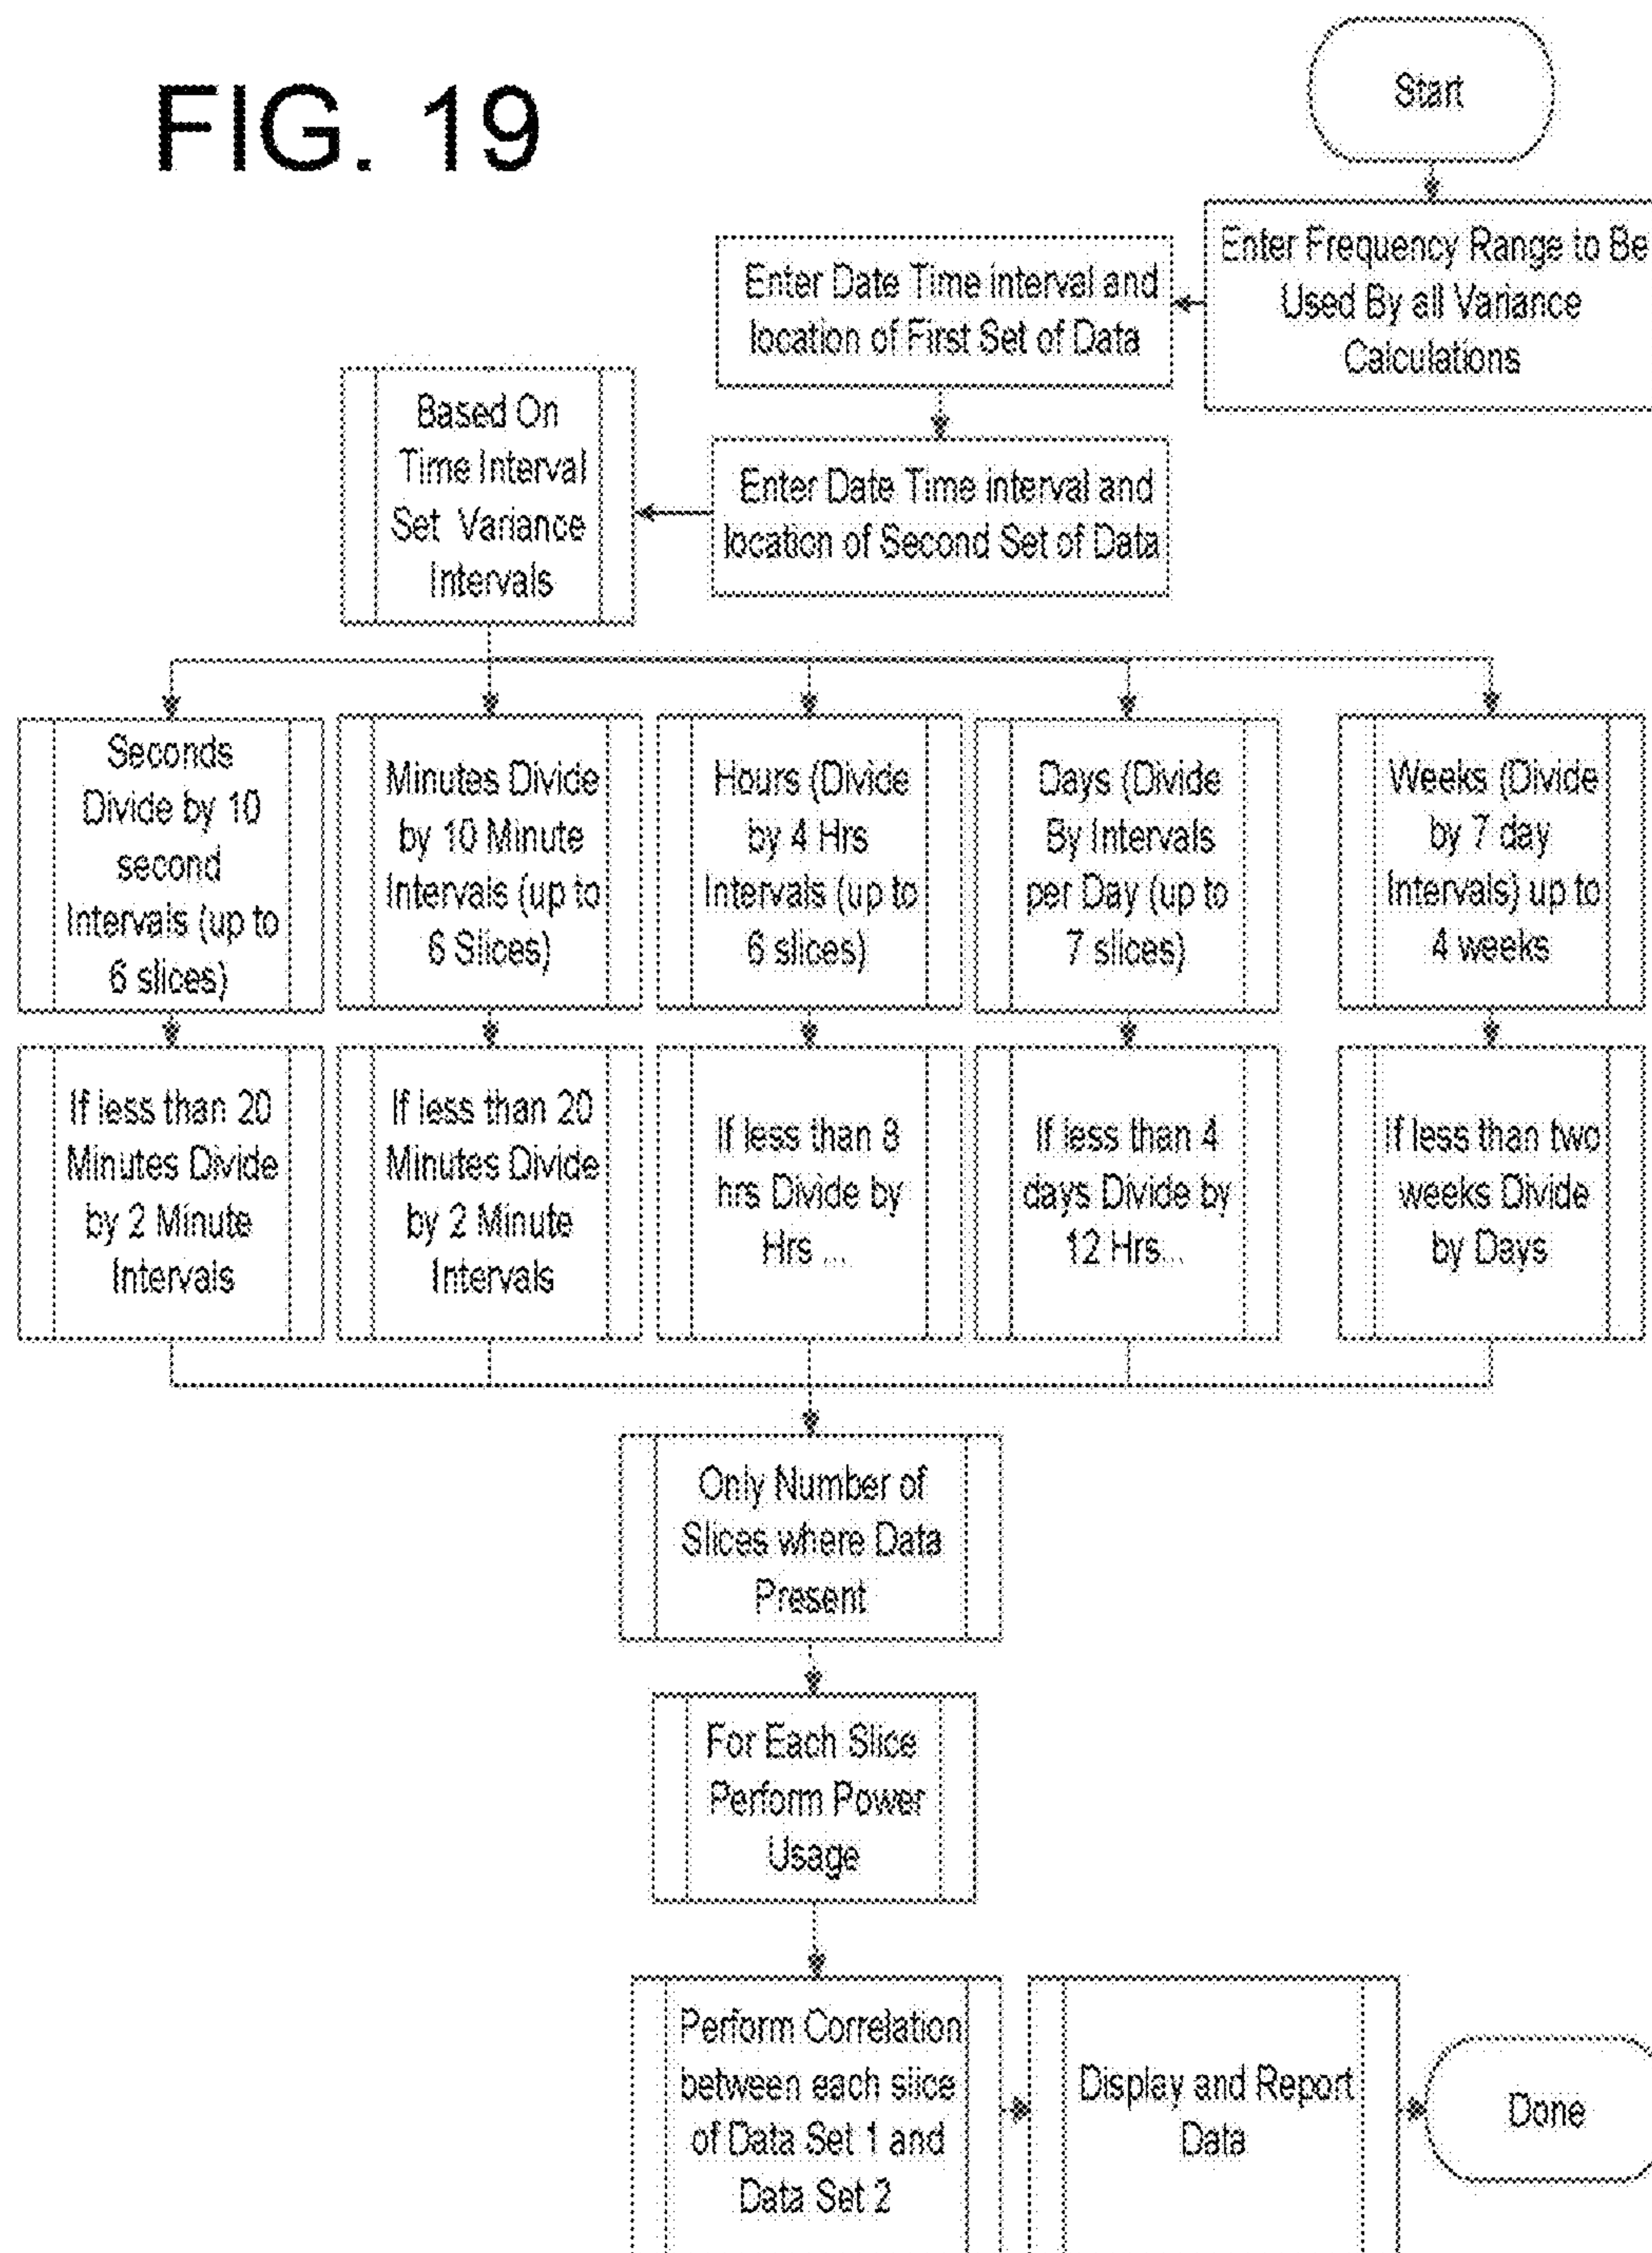 FIG. 19
Start
Enter Frequency Range to Be
Used By all Variance
Calculations
Enter Date Time interval and
location of First Set of Data
Enter Date Time interval and
location of Second Set of Data
Based On
Time Interval
Set Variance
Intervals
Seconds
Divide by 10
second
Intervals (up to
6 slices)
Minutes Divide
by 10 Minute
Intervals (up to
6 Slices)
Hours (Divide
by 4 Hrs
Intervals (up to
6 slices)
Days (Divide
By Intervals
per Day (up to
7 slices)
Weeks (Divide
by 7 day
Intervals) up to
4 weeks
If less than 20
Minutes Divide
by 2 Minute
Intervals
If less than 20
Minutes Divide
by 2 Minute
Intervals
If less than 8
hrs Divide by
Hrs ...
If less than 4
days Divide by
12 Hrs...
If less than two
weeks Divide
by Days
Only Number of
Slices where Data
Present
For Each Slice
Perform Power
Usage
Perform Correlation
between each slice
of Data Set 1 and
Data Set 2
Display and Report
Data
Done